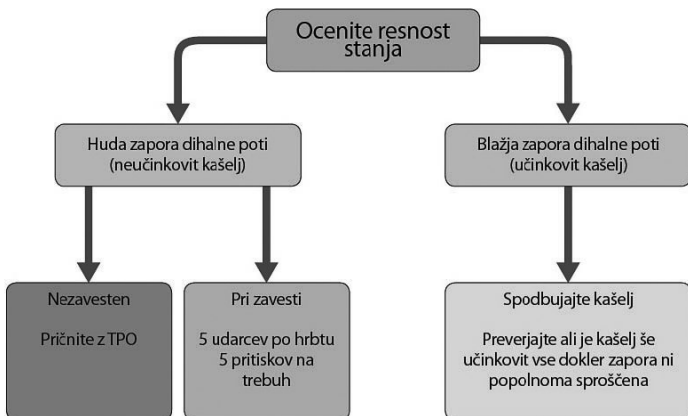 Ocenite resnost
stanja
Huda zapora dihalne poti
(neučinkovit kašelj)
Blažja zapora dihalne poti
(učinkovit kašelj)
Nezavesten
Pričnite z TPO
Pri zavesti
5 udarcev po hrbtu
5 pritiskov na
trebuh
Spodbujajte kašelj
Preverjajte ali je kašelj še
učinkovit vse dokler zapora ni
popolnoma sproščena